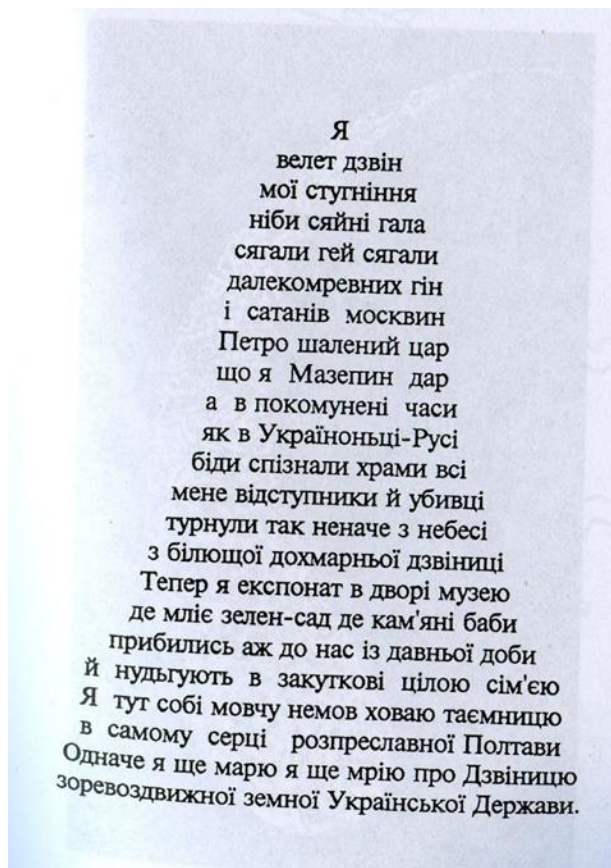 Я
велет дзвін
мої стугніння
ніби сяйні гала
сягали гей сягали
далекомревних гін
і сатанів москвин
Петро шалений цар
що я Мазепин дар
а в покомунені часи
як в Україноньці-Русі
біди спізнали храми всі
мене відступники й убивці
турнули так неначе з небесі
з білющої дохмарньої дзвіниці
Тепер я експонат в дворі музею
де мліє зелен-сад де кам'яні баби
прибились аж до нас із давньої доби
й нудьгують в закуткові цілою сім'єю
Я тут собі мовчу немов ховаю таємницю
в самому серці розпреславної Полтави
Одначе я ще марю я ще мрію про Дзвіницю
зоревоздвижної земної Української Держави.